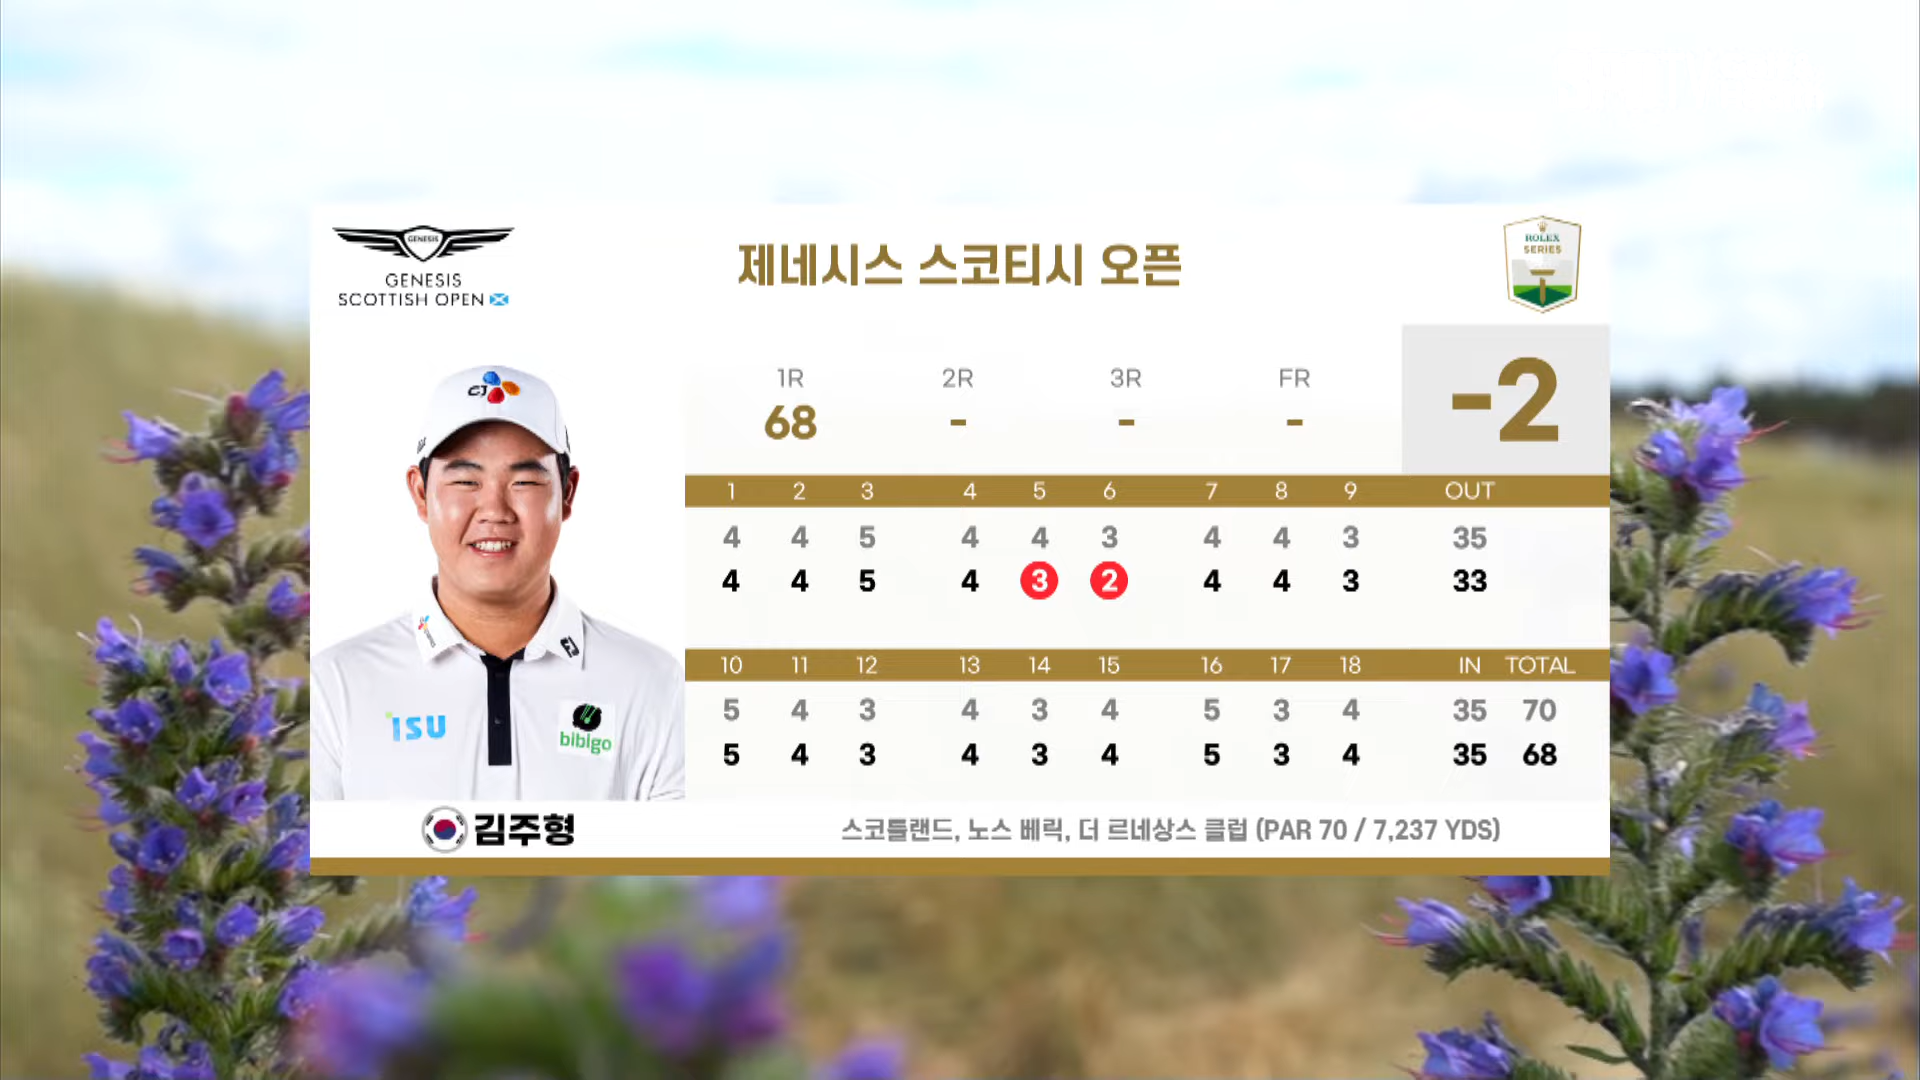 GENESIS
GENESIS
SCOTTISH OPEN
제네시스 스코티시 오픈
ROLEX
SERIES
1R 2R 3R FR
68 - - -
-2
1 2 3 4 5 6 7 8 9 OUT
4 4 5 4 4 3 4 4 3 35
4 4 5 4 3 2 4 4 3 33
10 11 12 13 14 15 16 17 18 IN TOTAL
5 4 3 4 3 4 5 3 4 35 70
5 4 3 4 3 4 5 3 4 35 68
CJ
ISU
bibigo
김주형
스코틀랜드, 노스 베릭, 더 르네상스 클럽 (PAR 70 / 7,237 YDS)